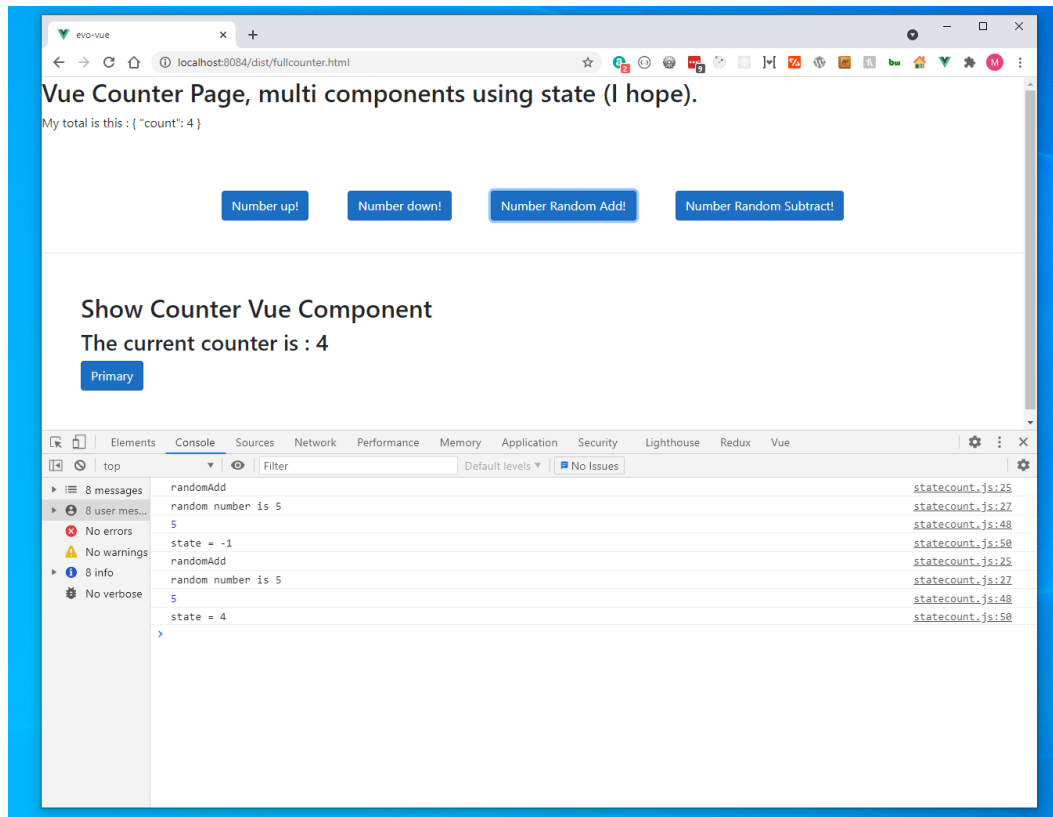 evo-vue
localhost:8084/dist/fullcounter.html
2
9
bw
M
Vue Counter Page, multi components using state (I hope).
My total is this : { "count": 4 }
Number up! Number down! Number Random Add! Number Random Subtract!
Show Counter Vue Component
The current counter is : 4
Primary
Elements Console Sources Network Performance Memory Application Security Lighthouse Redux Vue
top Filter Default levels No Issues
8 messages
8 user mes...
No errors
No warnings
8 info
No verbose
randomAdd statecount.js:25
random number is 5 statecount.js:27
5 statecount.js:48
state = -1 statecount.js:50
randomAdd statecount.js:25
random number is 5 statecount.js:27
5 statecount.js:48
state = 4 statecount.js:50